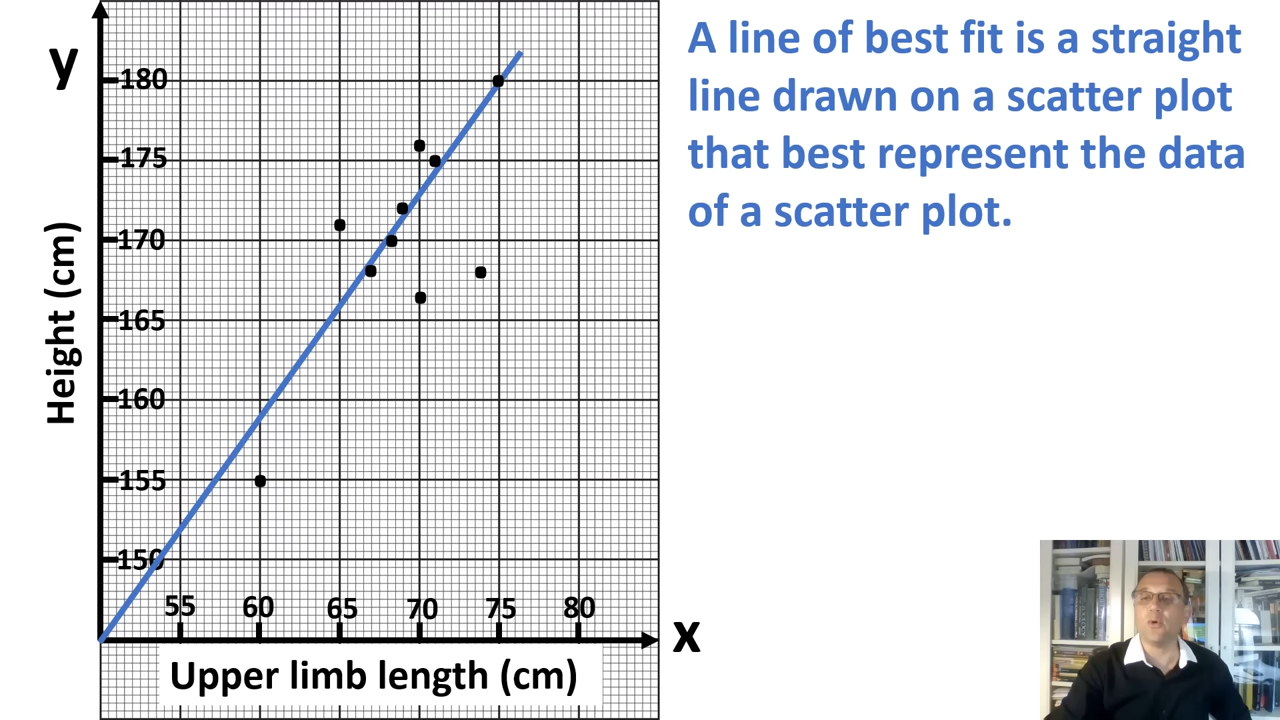 y
180
175
170
165
160
155
150
Height (cm)
55 60 65 70 75 80
x
Upper limb length (cm)
A line of best fit is a straight
line drawn on a scatter plot
that best represent the data
of a scatter plot.